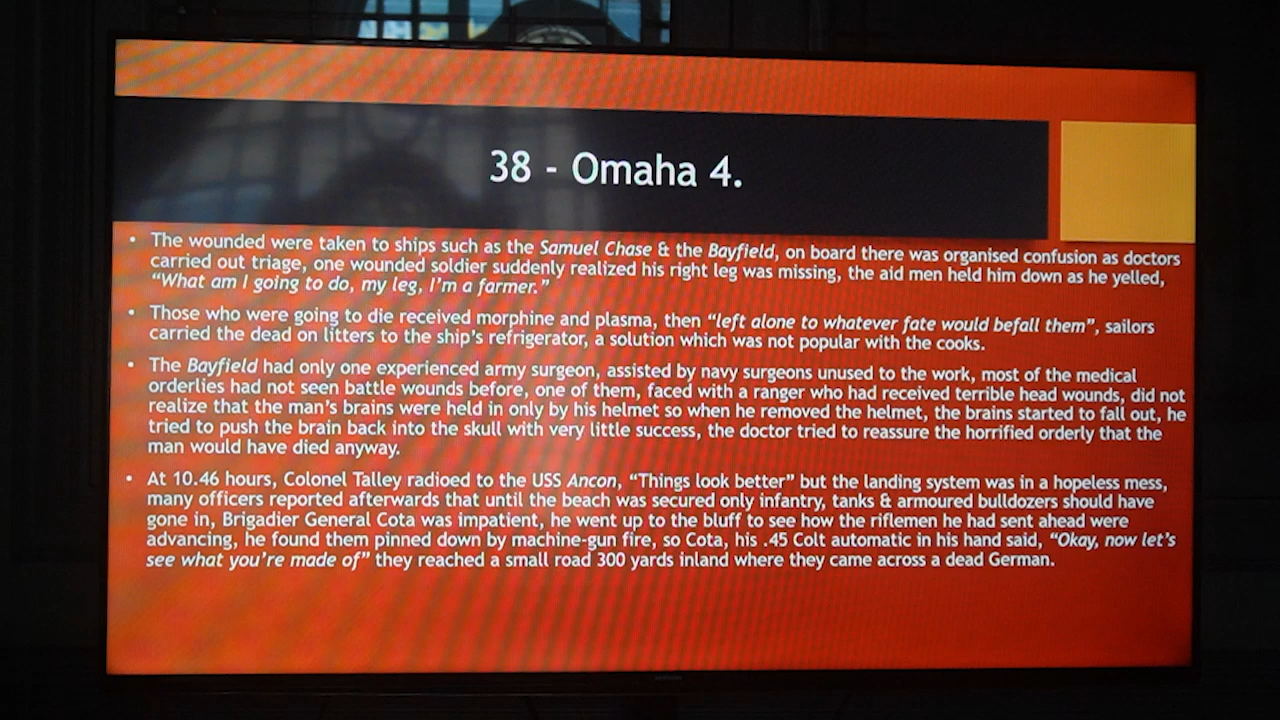 38 - Omaha 4.
• The wounded were taken to ships such as the Samuel Chase & the Bayfield, on board there was organised confusion as doctors
carried out triage, one wounded soldier suddenly realized his right leg was missing, the aid men held him down as he yelled,
“What am I going to do, my leg, I’m a farmer.”
• Those who were going to die received morphine and plasma, then “left alone to whatever fate would befall them”, sailors
carried the dead on litters to the ship’s refrigerator, a solution which was not popular with the cooks.
• The Bayfield had only one experienced army surgeon, assisted by navy surgeons unused to the work, most of the medical
orderlies had not seen battle wounds before, one of them, faced with a ranger who had received terrible head wounds, did not
realize that the man’s brains were held in only by his helmet so when he removed the helmet, the brains started to fall out, he
tried to push the brain back into the skull with very little success, the doctor tried to reassure the horrified orderly that the
man would have died anyway.
• At 10.46 hours, Colonel Talley radioed to the USS Ancon, “Things look better” but the landing system was in a hopeless mess,
many officers reported afterwards that until the beach was secured only infantry, tanks & armoured bulldozers should have
gone in, Brigadier General Cota was impatient, he went up to the bluff to see how the riflemen he had sent ahead were
advancing, he found them pinned down by machine-gun fire, so Cota, his .45 Colt automatic in his hand said, “Okay, now let’s
see what you’re made of” they reached a small road 300 yards inland where they came across a dead German.